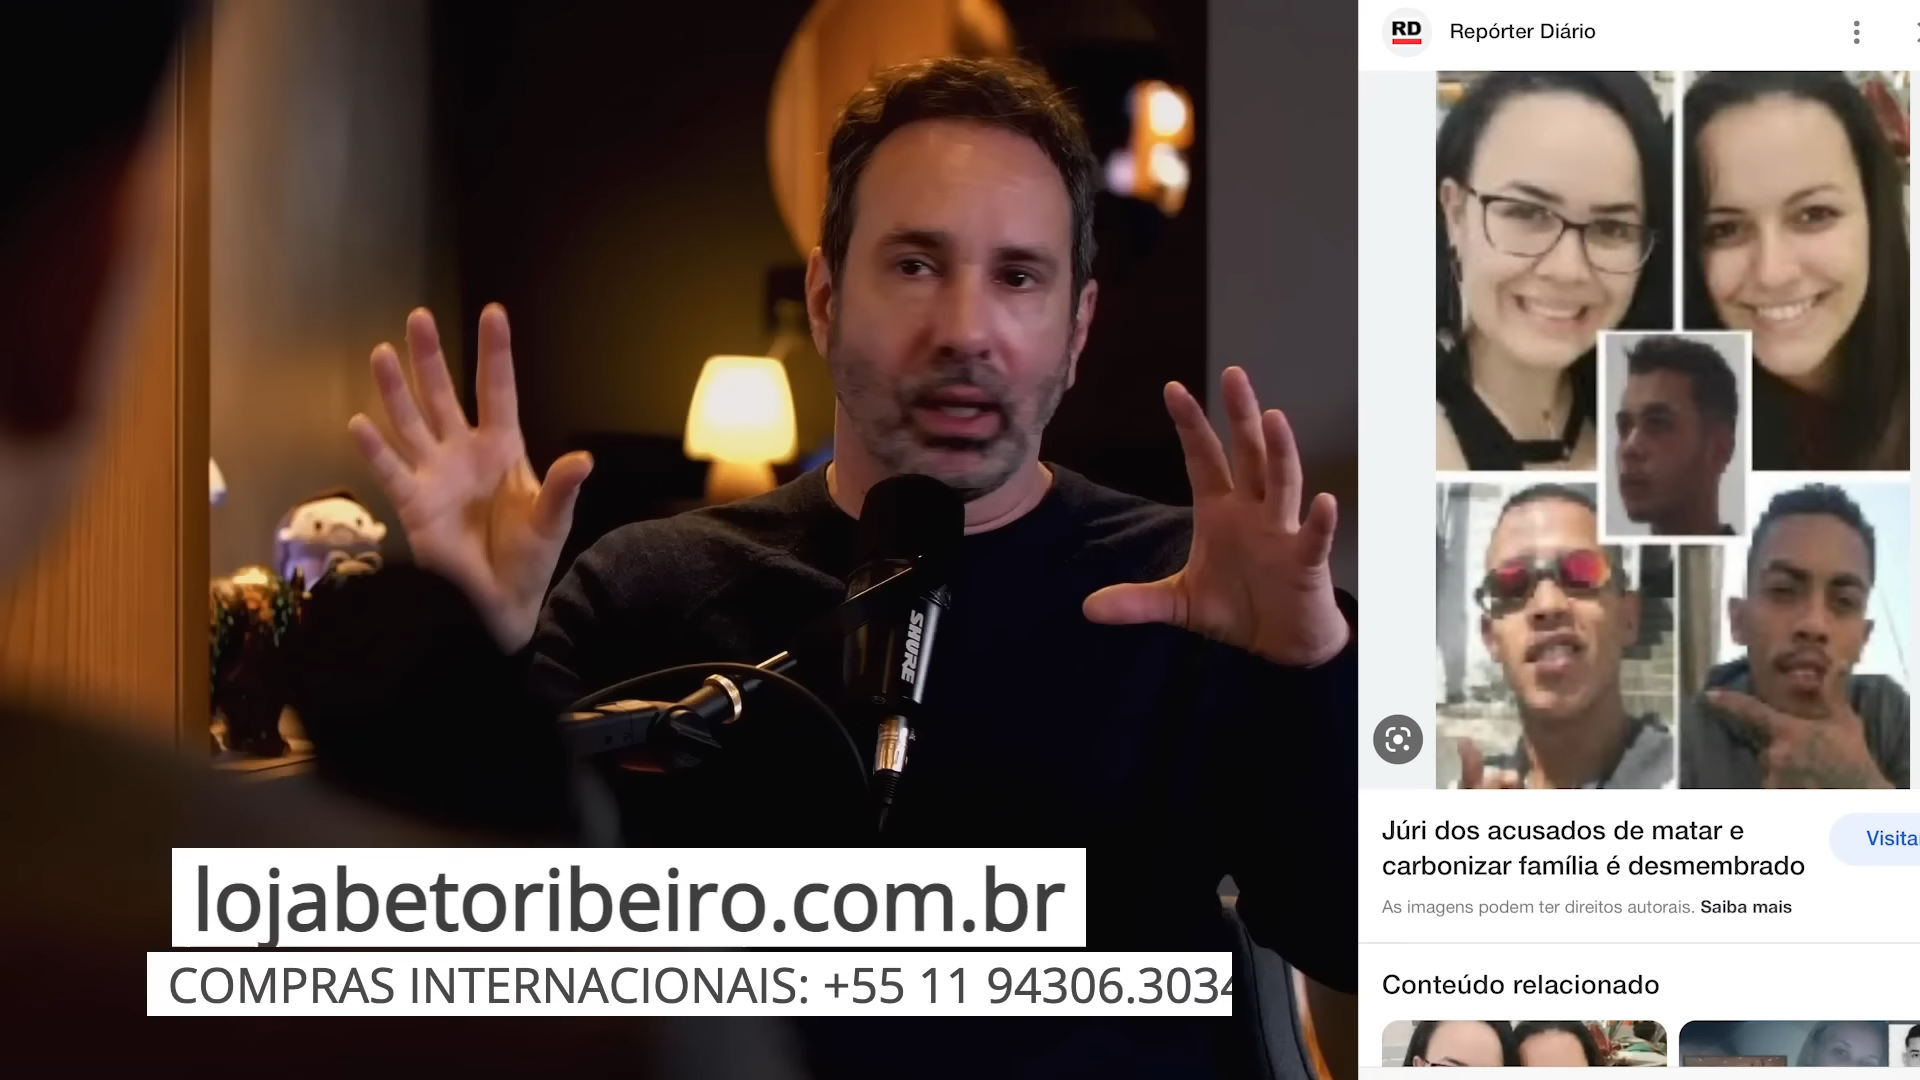 RD
Repórter Diário
SHURE
Júri dos acusados de matar e
carbonizar família é desmembrado
Visita
As imagens podem ter direitos autorais. Saiba mais
lojabetoribeiro.com.br
COMPRAS INTERNACIONAIS: +55 11 94306.3034
Conteúdo relacionado